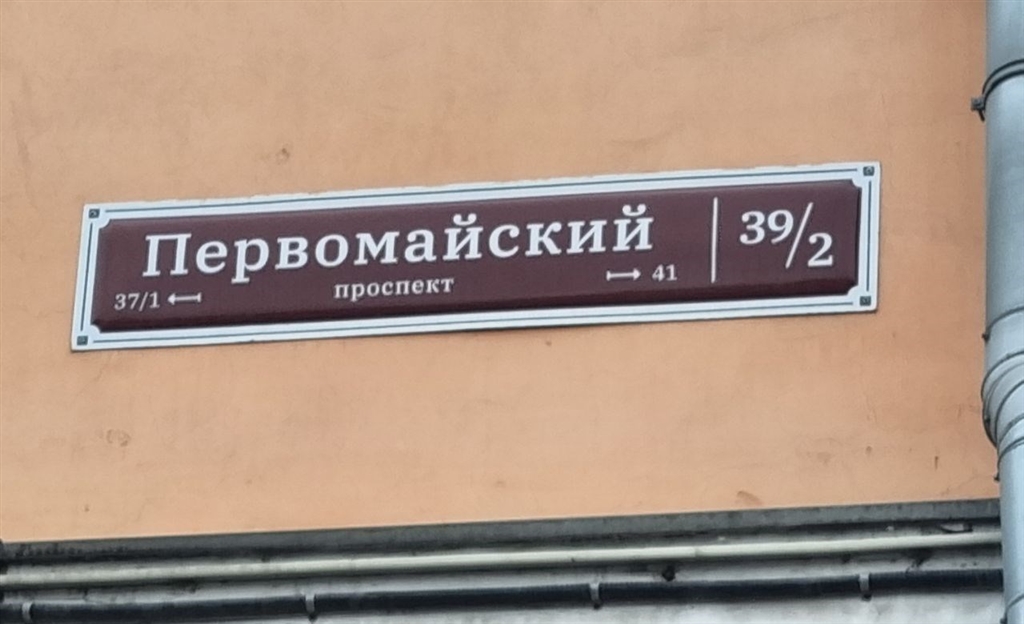 Первомайский 39/2
37/1 ← проспект → 41